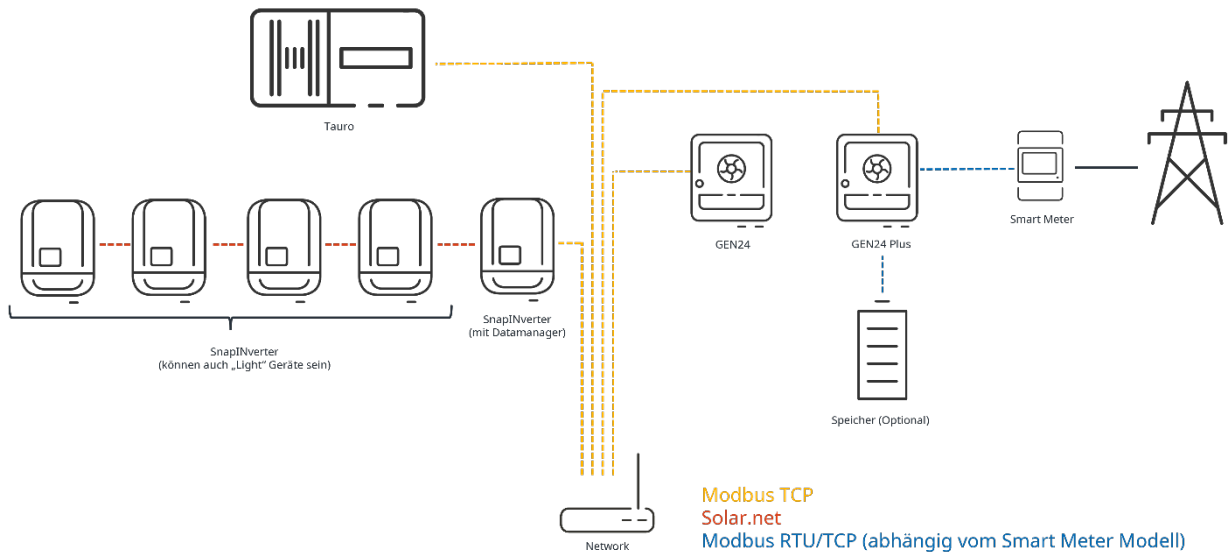 Tauro
GEN24
GEN24 Plus
Smart Meter
SnapINverter
(können auch „Light" Geräte sein)
SnapINverter
(mit Datamanager)
Speicher (Optional)
Network
Modbus TCP
Solar.net
Modbus RTU/TCP (abhängig vom Smart Meter Modell)